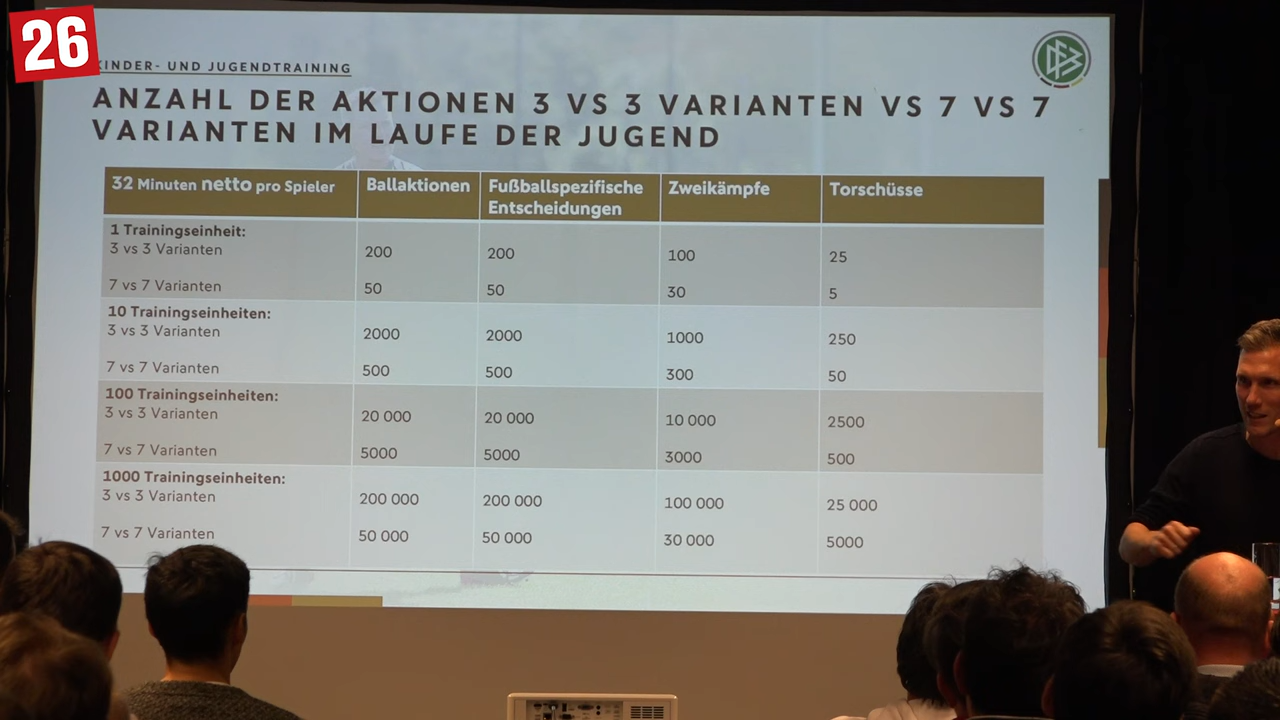 26
KINDER- UND JUGENDTRAINING
DFB
ANZAHL DER AKTIONEN 3 VS 3 VARIANTEN VS 7 VS 7
VARIANTEN IM LAUFE DER JUGEND
32 Minuten netto pro Spieler Ballaktionen Fußballspezifische Entscheidungen Zweikämpfe Torschüsse
1 Trainingseinheit:
3 vs 3 Varianten 200 200 100 25
7 vs 7 Varianten 50 50 30 5
10 Trainingseinheiten:
3 vs 3 Varianten 2000 2000 1000 250
7 vs 7 Varianten 500 500 300 50
100 Trainingseinheiten:
3 vs 3 Varianten 20 000 20 000 10 000 2500
7 vs 7 Varianten 5000 5000 3000 500
1000 Trainingseinheiten:
3 vs 3 Varianten 200 000 200 000 100 000 25 000
7 vs 7 Varianten 50 000 50 000 30 000 5000